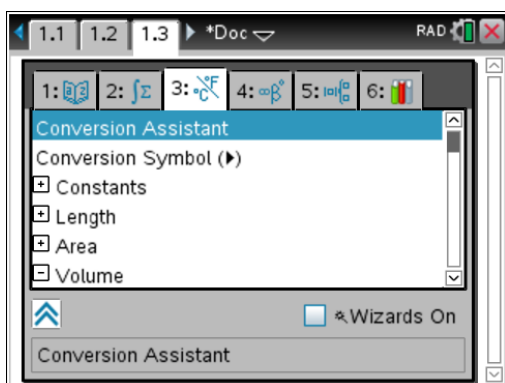 1.1 1.2 1.3 *Doc RAD
1: 2: ∫Σ 3: °C°F 4: ∞β° 5: 6:
Conversion Assistant
Conversion Symbol (▶)
Constants
Length
Area
Volume
Wizards On
Conversion Assistant